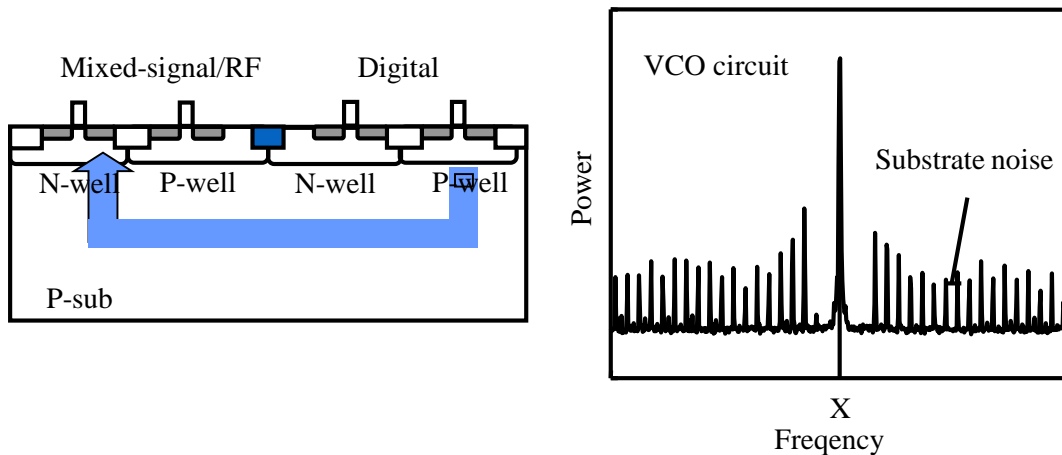 Mixed-signal/RF
Digital
N-well
P-well
N-well
P-well
P-sub
VCO circuit
Substrate noise
Power
X
Freqency